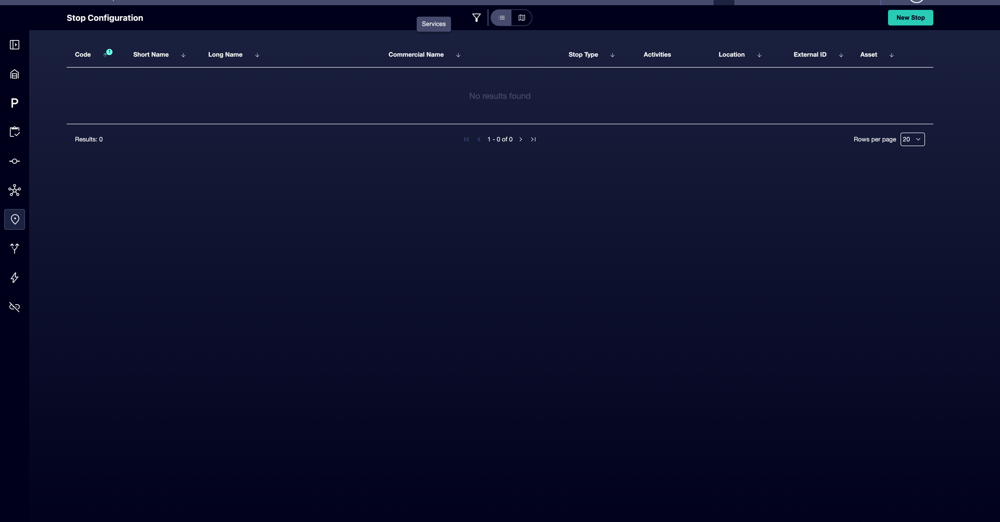 Stop Configuration
Services
New Stop
Code 1 Short Name Long Name Commercial Name Stop Type Activities Location External ID Asset
No results found
Results: 0 1 - 0 of 0 Rows per page 20
P